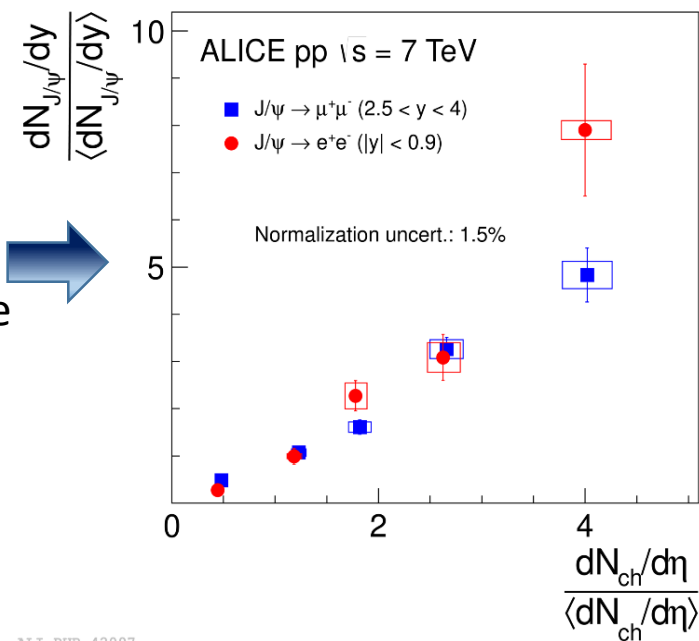 dN_J/ψ/dy
⟨dN_J/ψ/dy⟩
10
ALICE pp √s = 7 TeV
J/ψ → μ⁺μ⁻ (2.5 < y < 4)
J/ψ → e⁺e⁻ (|y| < 0.9)
Normalization uncert.: 1.5%
5
e
0 2 4
dN_ch/dη
⟨dN_ch/dη⟩